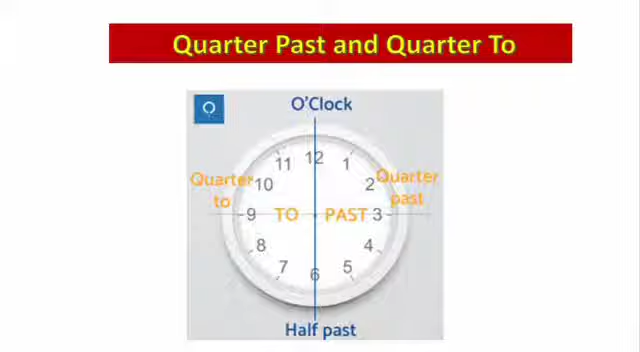 Quarter Past and Quarter To
O'Clock
11 12 1
Quarter to
10 2
Quarter past
9 TO PAST 3
8 4
7 6 5
Half past